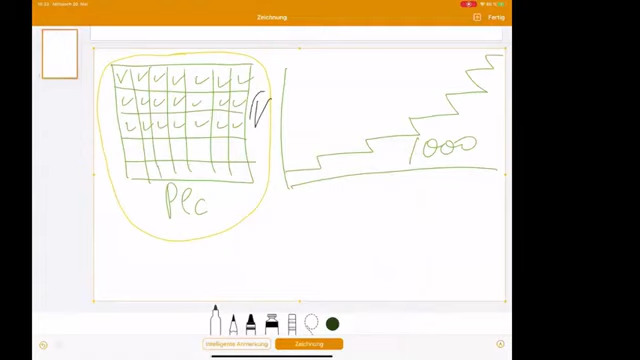 Zeichnung
Fertig
PLC
1000
Intelligente Anmerkung
Zeichnung